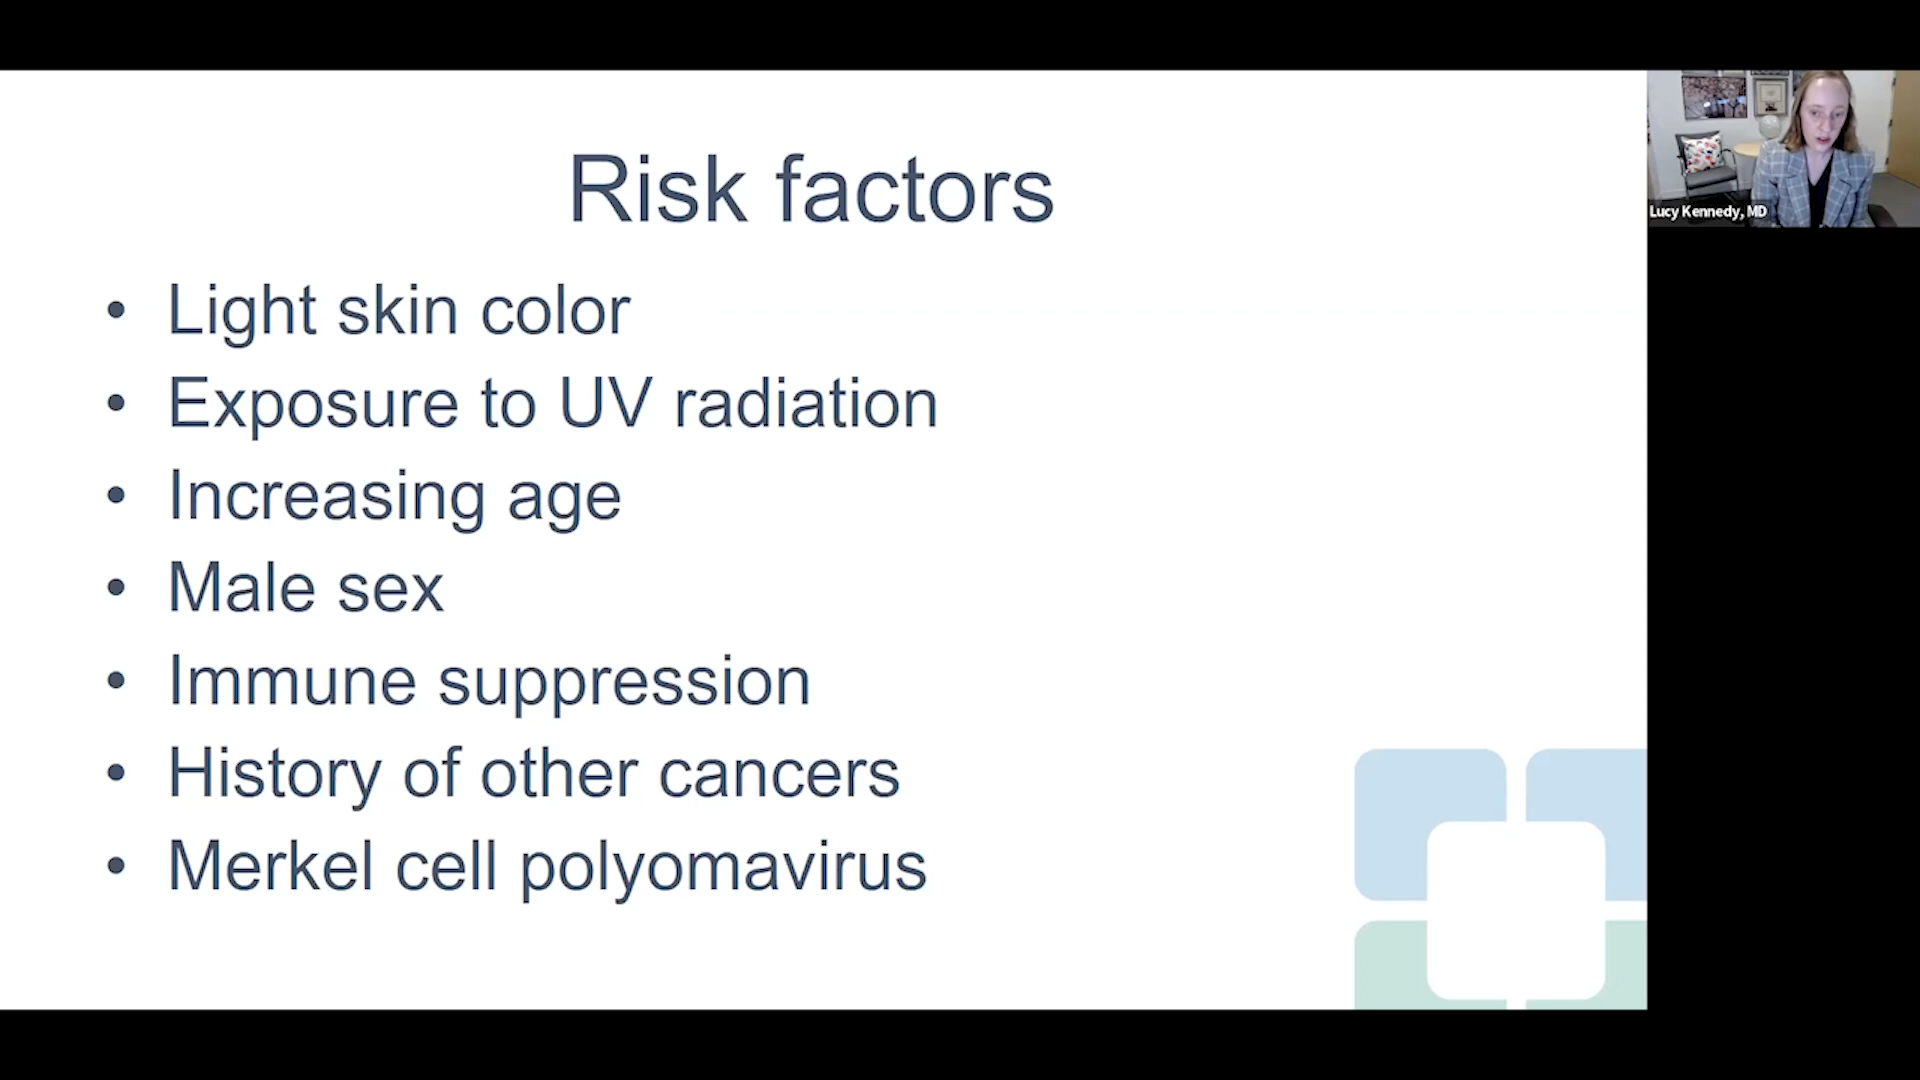 Risk factors
• Light skin color
• Exposure to UV radiation
• Increasing age
• Male sex
• Immune suppression
• History of other cancers
• Merkel cell polyomavirus
Lucy Kennedy, MD